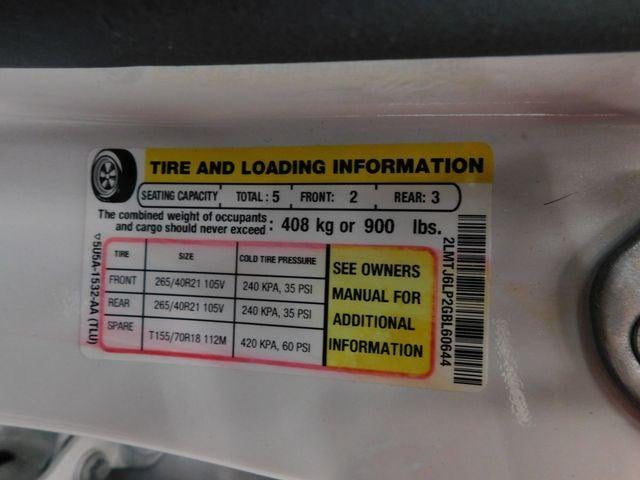 TIRE AND LOADING INFORMATION
SEATING CAPACITY TOTAL : 5 FRONT: 2 REAR: 3
The combined weight of occupants
and cargo should never exceed : 408 kg or 900 lbs.
TIRE SIZE COLD TIRE PRESSURE
FRONT 265/40R21 105V 240 KPA, 35 PSI
REAR 265/40R21 105V 240 KPA, 35 PSI
SPARE T155/70R18 112M 420 KPA, 60 PSI
SEE OWNERS
MANUAL FOR
ADDITIONAL
INFORMATION
5U5A-1532-AA (TLU)
2LMTJ6LP2GBL60644